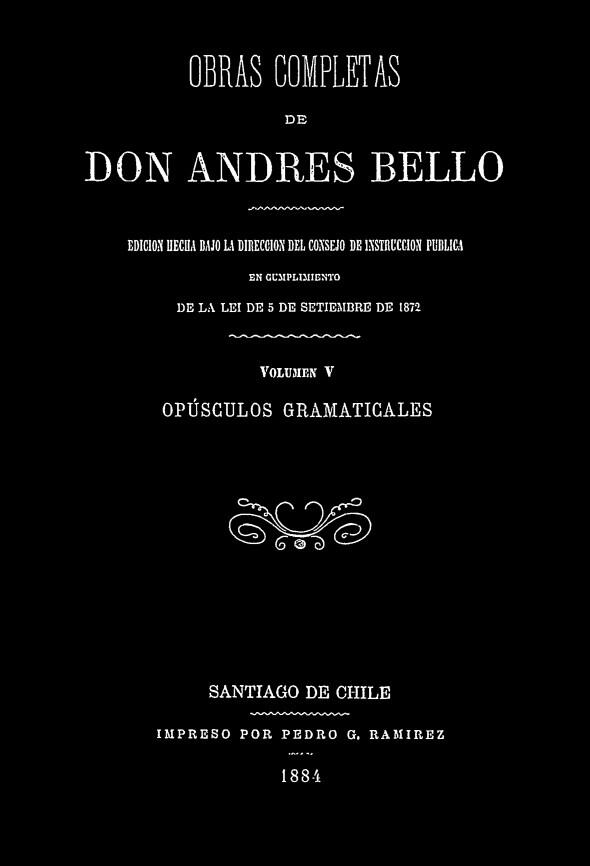 OBRAS COMPLETAS
DE
DON ANDRES BELLO
EDICION HECHA BAJO LA DIRECCION DEL CONSEJO DE INSTRUCCION PUBLICA
EN CUMPLIMIENTO
DE LA LEI DE 5 DE SETIEMBRE DE 1872
VOLUMEN V
OPÚSCULOS GRAMATICALES
SANTIAGO DE CHILE
IMPRESO POR PEDRO G. RAMIREZ
1884